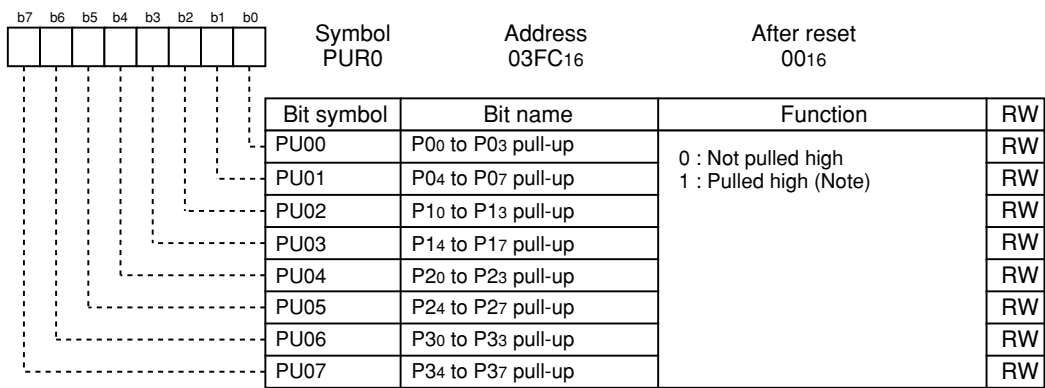 b7 b6 b5 b4 b3 b2 b1 b0
Symbol Address After reset
PUR0 03FC16 0016
Bit symbol Bit name Function RW
PU00 P00 to P03 pull-up 0 : Not pulled high RW
PU01 P04 to P07 pull-up 1 : Pulled high (Note) RW
PU02 P10 to P13 pull-up RW
PU03 P14 to P17 pull-up RW
PU04 P20 to P23 pull-up RW
PU05 P24 to P27 pull-up RW
PU06 P30 to P33 pull-up RW
PU07 P34 to P37 pull-up RW